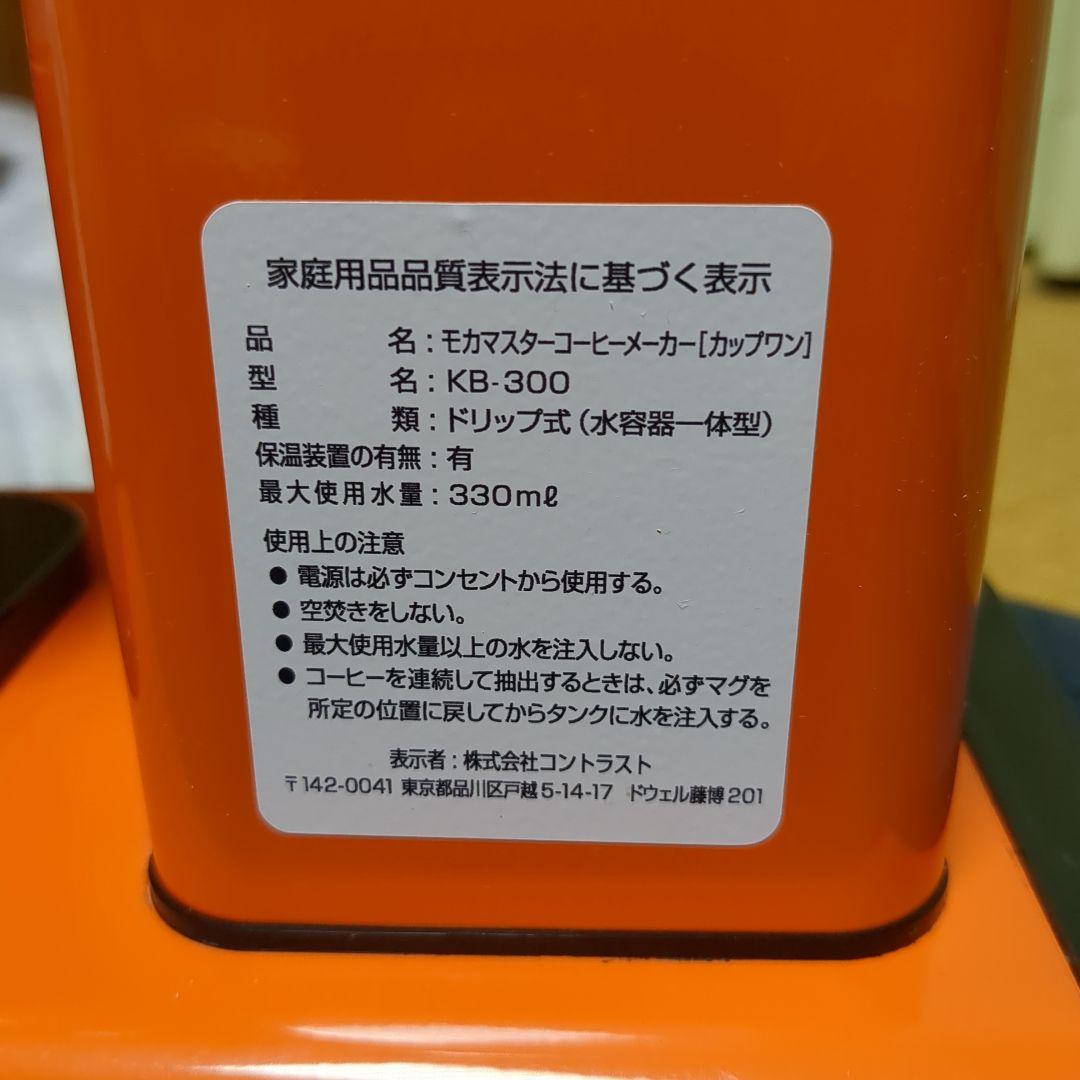 家庭用品品質表示法に基づく表示
品名：モカマスターコーヒーメーカー[カップワン]
型名：KB-300
種類：ドリップ式（水容器一体型）
保温装置の有無：有
最大使用水量：330mℓ
使用上の注意
● 電源は必ずコンセントから使用する。
● 空焚きをしない。
● 最大使用水量以上の水を注入しない。
● コーヒーを連続して抽出するときは、必ずマグを
所定の位置に戻してからタンクに水を注入する。
表示者：株式会社コントラスト
〒142-0041 東京都品川区戸越5-14-17 ドウェル藤博201